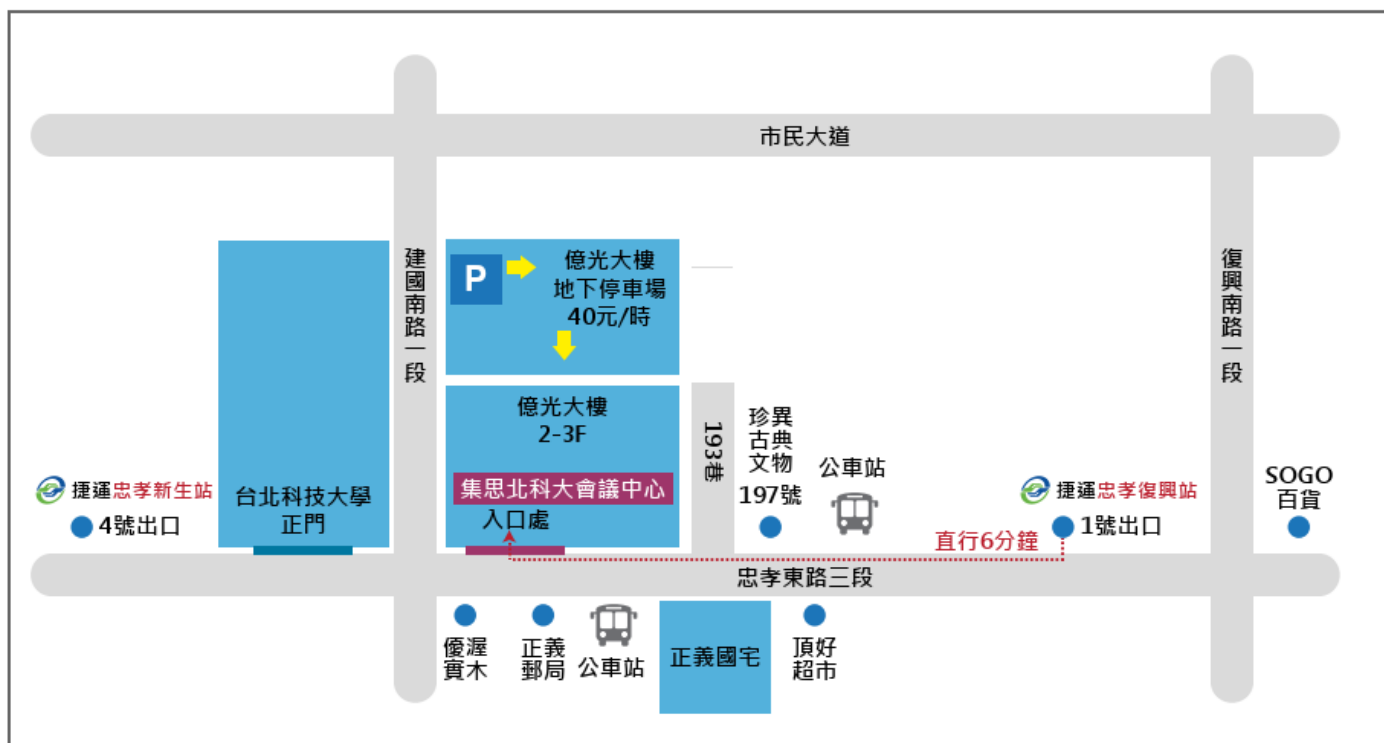 市民大道
建國南路一段
復興南路一段
P
億光大樓
地下停車場
40元/時
億光大樓
2-3F
集思北科大會議中心
入口處
193巷
珍異
古典
文物
197號
公車站
捷運忠孝新生站
4號出口
台北科技大學
正門
捷運忠孝復興站
1號出口
SOGO
百貨
直行6分鐘
忠孝東路三段
優渥
實木
正義
郵局
公車站
正義國宅
頂好
超市